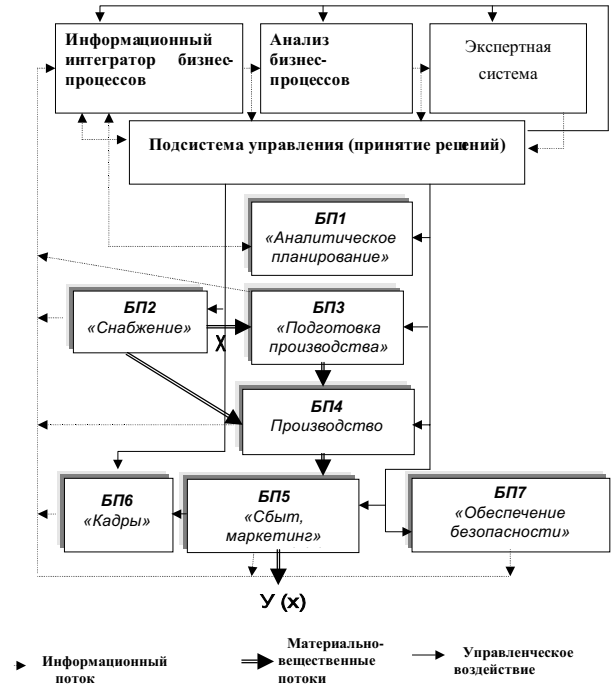 Информационный
интегратор бизнес-
процессов
Анализ
бизнес-
процессов
Экспертная
система
Подсистема управления (принятие решений)
БП1
«Аналитическое
планирование»
БП2
«Снабжение»
X
БП3
«Подготовка
производства»
БП4
Производство
БП6
«Кадры»
БП5
«Сбыт,
маркетинг»
БП7
«Обеспечение
безопасности»
У (х)
Информационный
поток
Материально-
вещественные
потоки
Управленческое
воздействие